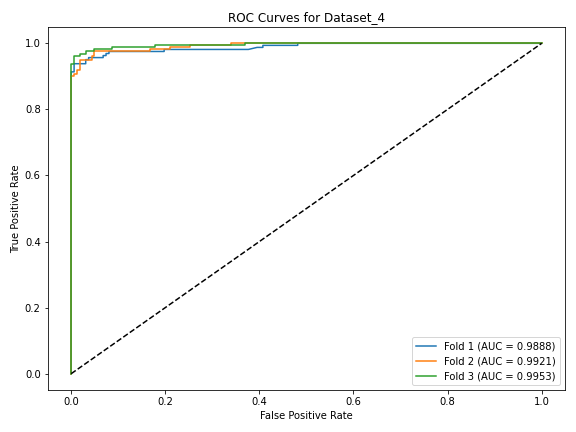 ROC Curves for Dataset_4
True Positive Rate
1.0
0.8
0.6
0.4
0.2
0.0
0.0 0.2 0.4 0.6 0.8 1.0
False Positive Rate
Fold 1 (AUC = 0.9888)
Fold 2 (AUC = 0.9921)
Fold 3 (AUC = 0.9953)